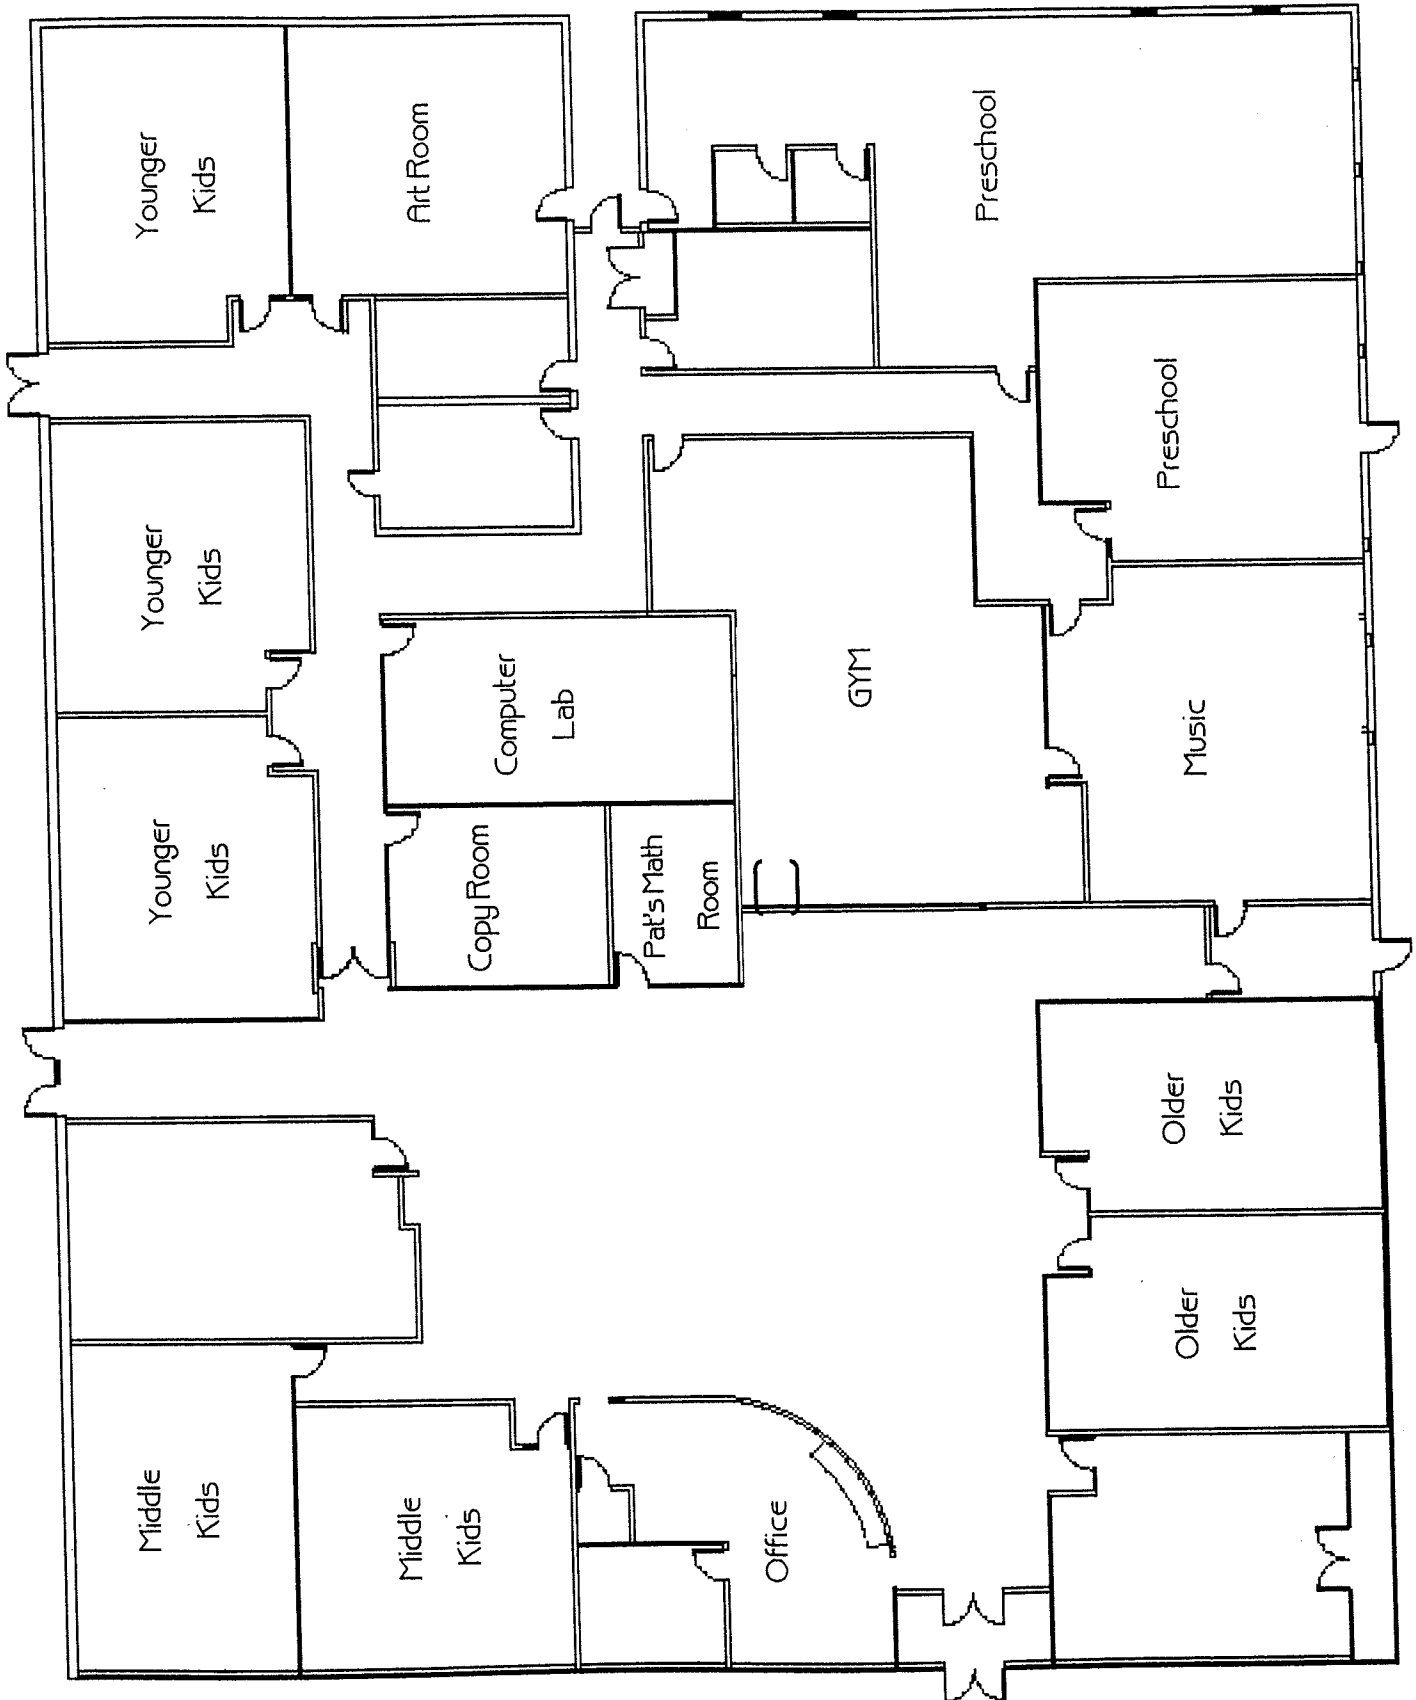 Younger
Kids
Art Room
Preschool
Younger
Kids
Preschool
Younger
Kids
Computer
Lab
GYM
Music
Copy Room
Pat's Math
Room
Older
Kids
Older
Kids
Middle
Kids
Middle
Kids
Office